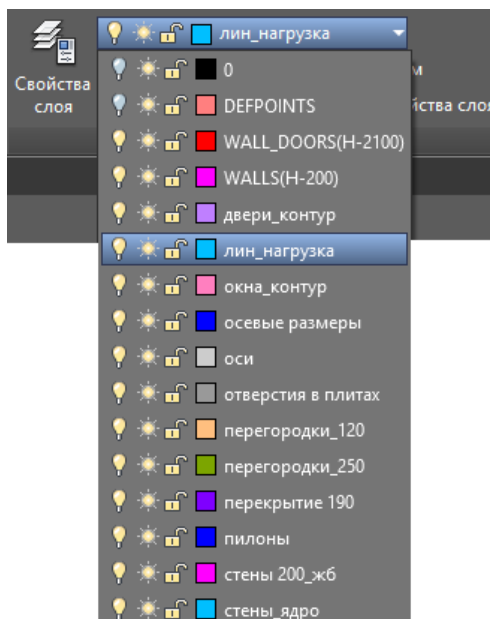 лин_нагрузка
Свойства
слоя
м
йства слоя
0
DEFPOINTS
WALL_DOORS(H-2100)
WALLS(H-200)
двери_контур
лин_нагрузка
окна_контур
осевые размеры
оси
отверстия в плитах
перегородки_120
перегородки_250
перекрытие 190
пилоны
стены 200_жб
стены_ядро